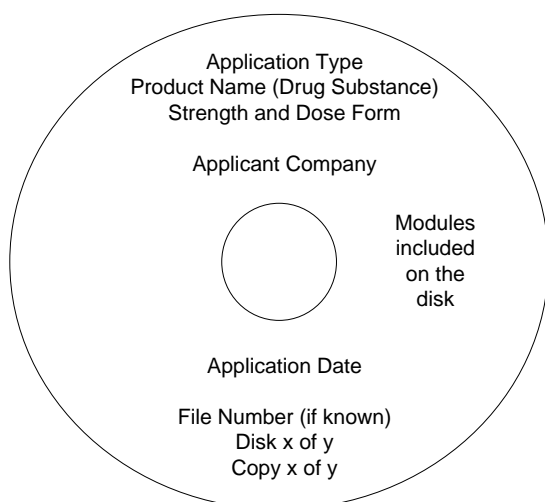 Application Type
Product Name (Drug Substance)
Strength and Dose Form
Applicant Company
Modules
included
on the
disk
Application Date
File Number (if known)
Disk x of y
Copy x of y